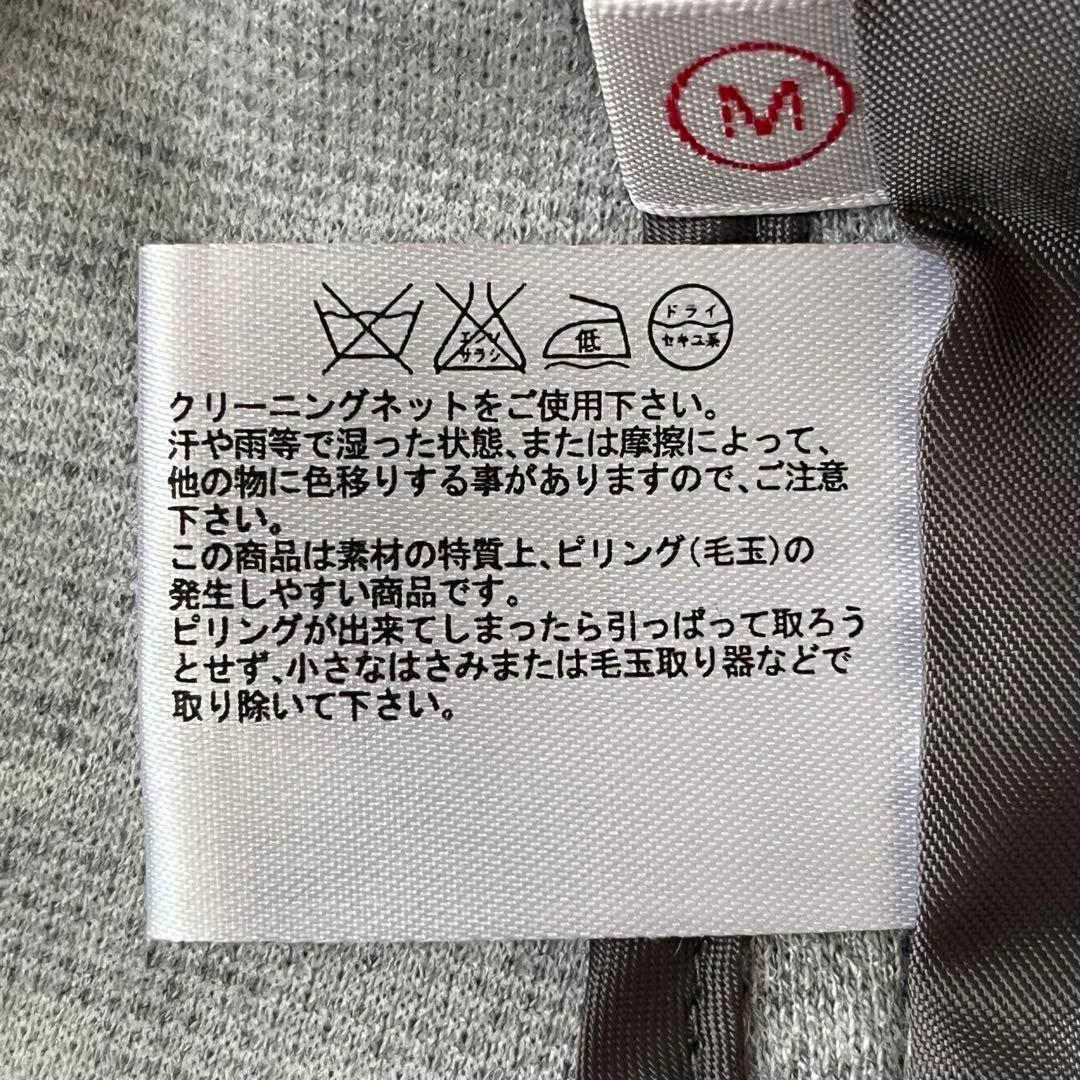 M
エンソ
サラシ
低
ドライ
セキユ系
クリーニングネットをご使用下さい。
汗や雨等で湿った状態、または摩擦によって、
他の物に色移りする事がありますので、ご注意
下さい。
この商品は素材の特質上、ピリング(毛玉)の
発生しやすい商品です。
ピリングが出来てしまったら引っぱって取ろう
とせず、小さなはさみまたは毛玉取り器などで
取り除いて下さい。